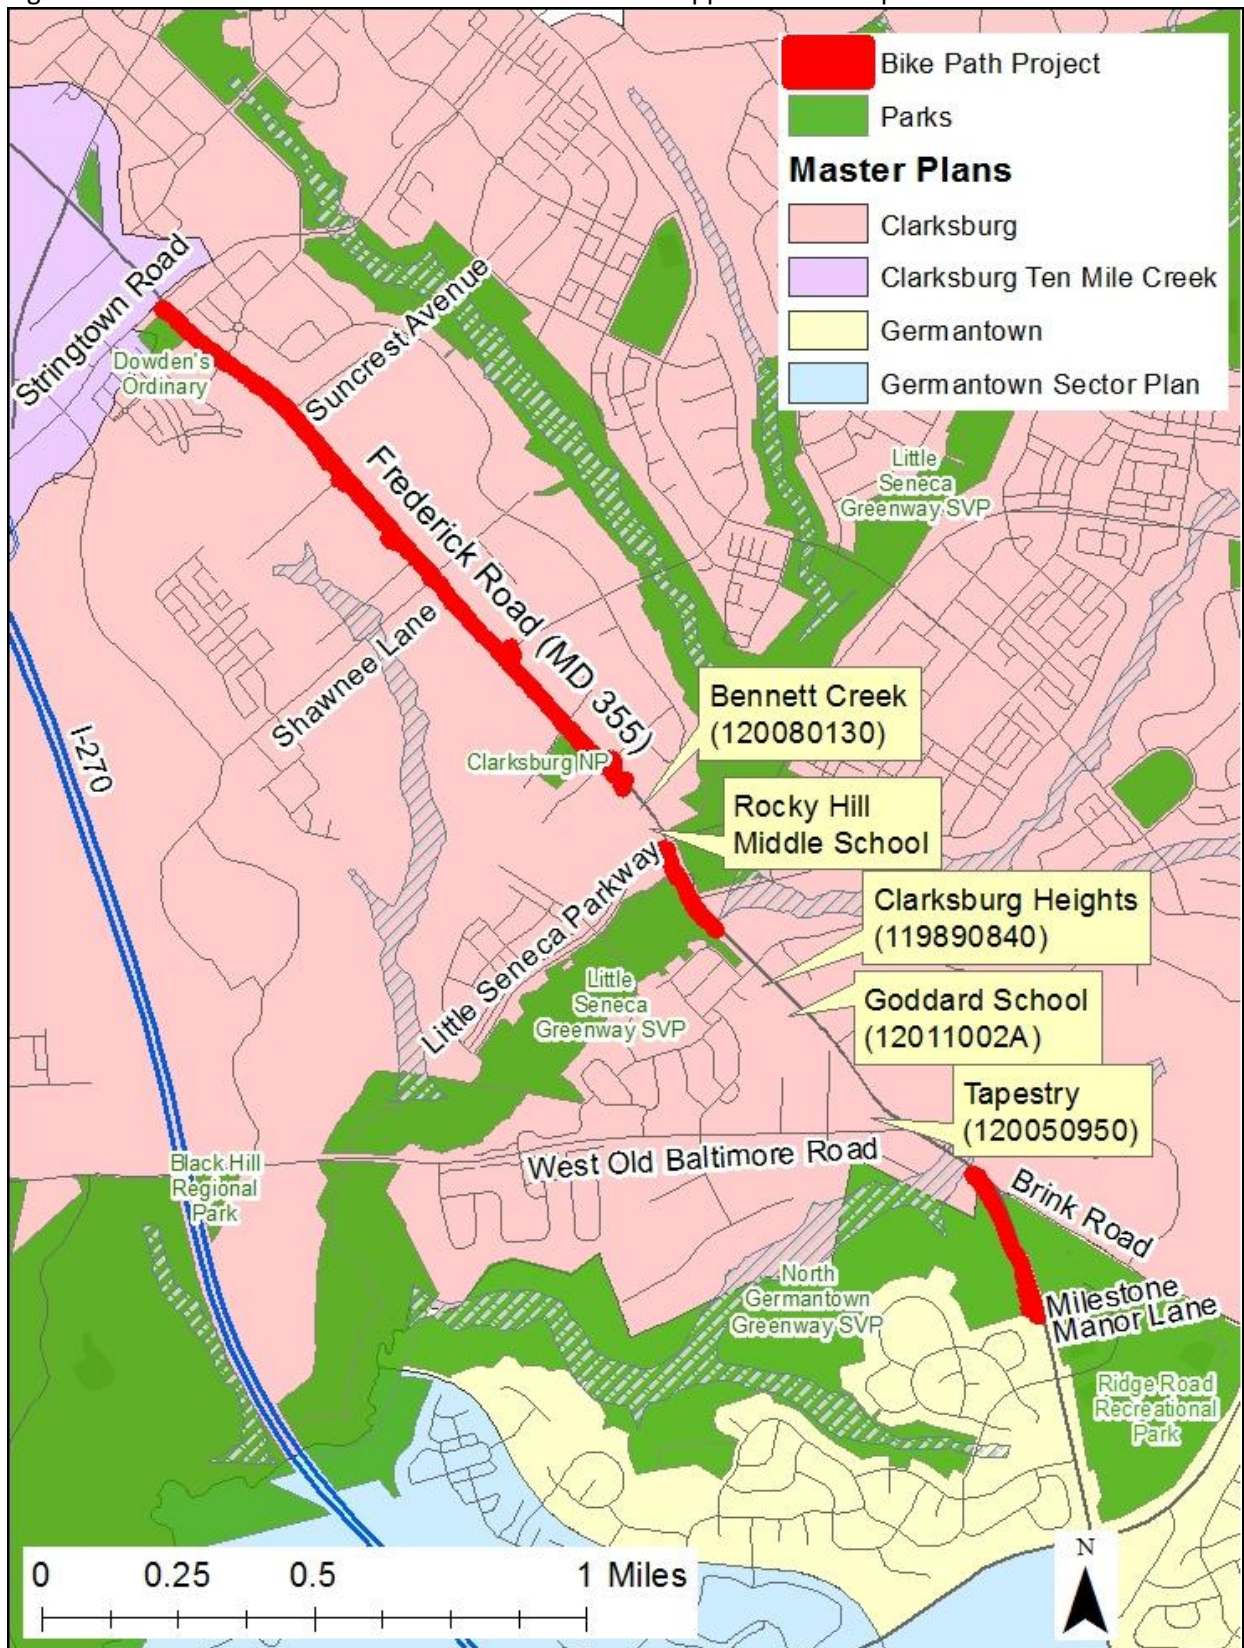 Bike Path Project
Parks
Master Plans
Clarksburg
Clarksburg Ten Mile Creek
Germantown
Germantown Sector Plan
Stringtown Road
Dowden's
Ordinary
Suncrest Avenue
Frederick Road (MD 355)
Little
Seneca
Greenway SVP
Shawnee Lane
I-270
Clarksburg NP
Bennett Creek
(120080130)
Rocky Hill
Middle School
Little Seneca Parkway
Clarksburg Heights
(119890840)
Little
Seneca
Greenway SVP
Goddard School
(12011002A)
Tapestry
(120050950)
West Old Baltimore Road
Black Hill
Regional
Park
Brink Road
North
Germantown
Greenway SVP
Milestone
Manor Lane
Ridge Road
Recreational
Park
N
0 0.25 0.5 1 Miles